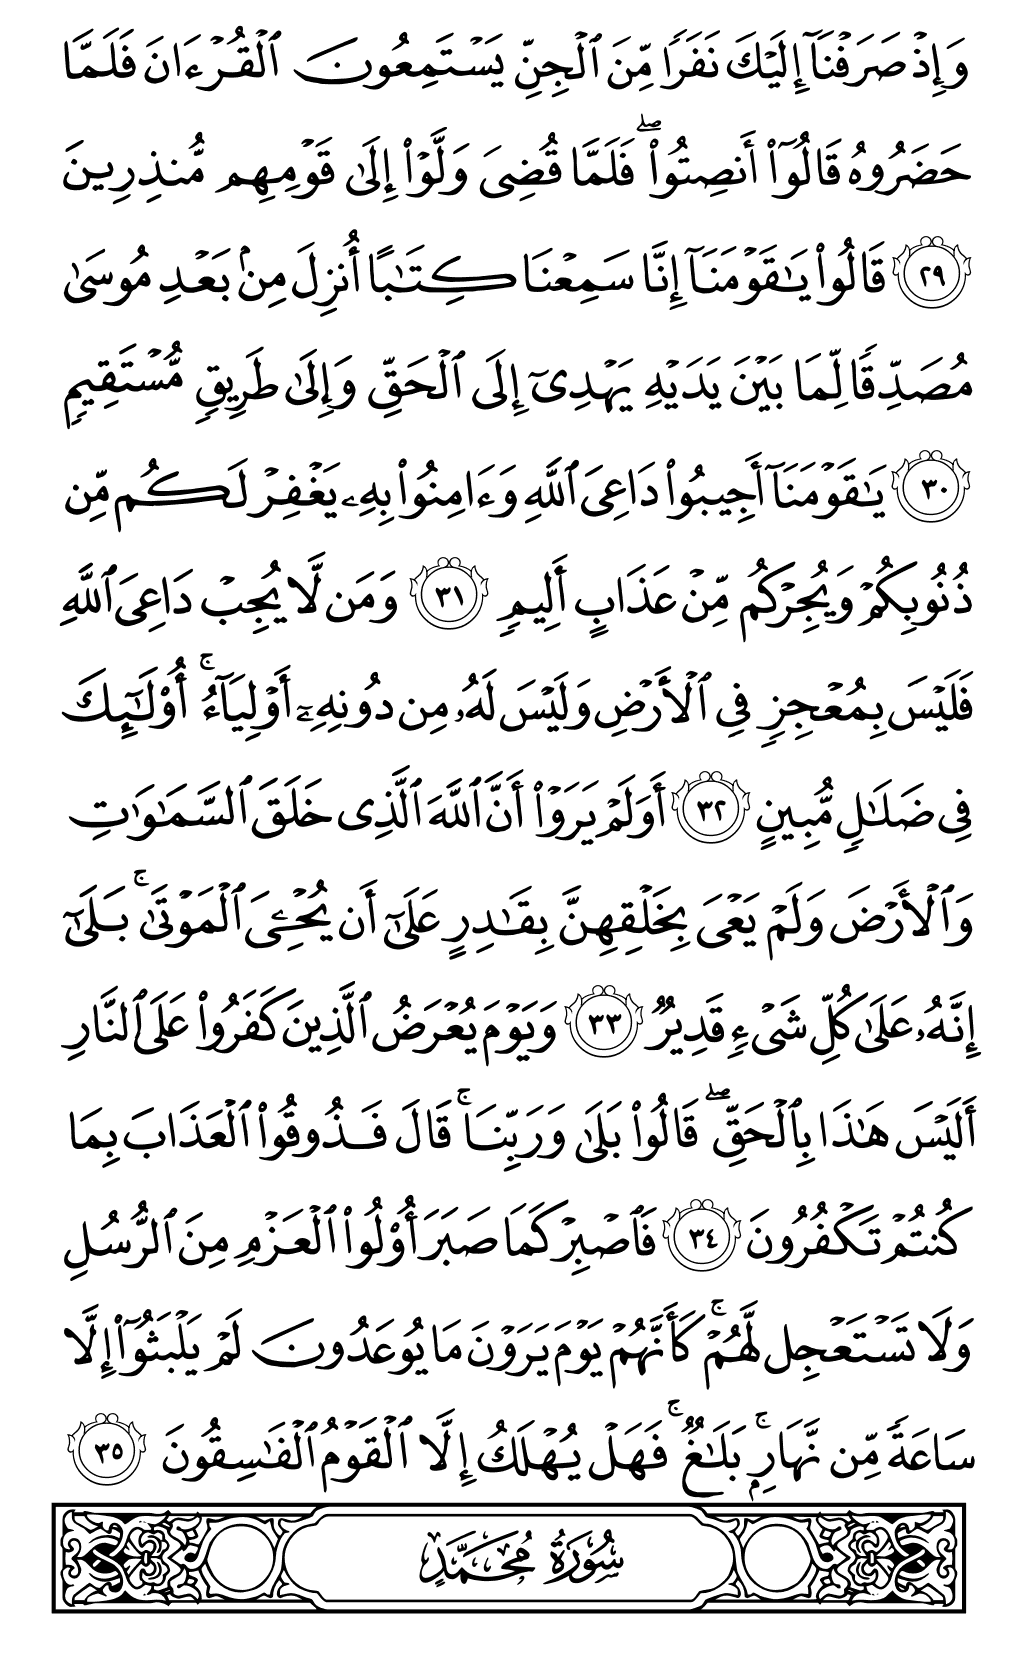 وَإِذۡ صَرَفۡنَآ إِلَيۡكَ نَفَرٗا مِّنَ ٱلۡجِنِّ يَسۡتَمِعُونَ ٱلۡقُرۡءَانَ فَلَمَّا
حَضَرُوهُ قَالُوٓاْ أَنصِتُواْۖ فَلَمَّا قُضِيَ وَلَّوۡاْ إِلَىٰ قَوۡمِهِم مُّنذِرِينَ
٢٩ قَالُواْ يَٰقَوۡمَنَآ إِنَّا سَمِعۡنَا كِتَٰبًا أُنزِلَ مِنۢ بَعۡدِ مُوسَىٰ
مُصَدِّقٗا لِّمَا بَيۡنَ يَدَيۡهِ يَهۡدِيٓ إِلَى ٱلۡحَقِّ وَإِلَىٰ طَرِيقٖ مُّسۡتَقِيمٖ
٣٠ يَٰقَوۡمَنَآ أَجِيبُواْ دَاعِيَ ٱللَّهِ وَءَامِنُواْ بِهِۦ يَغۡفِرۡ لَكُم مِّن
ذُنُوبِكُمۡ وَيُجِرۡكُم مِّنۡ عَذَابٍ أَلِيمٖ ٣١ وَمَن لَّا يُجِبۡ دَاعِيَ ٱللَّهِ
فَلَيۡسَ بِمُعۡجِزٖ فِي ٱلۡأَرۡضِ وَلَيۡسَ لَهُۥ مِن دُونِهِۦٓ أَوۡلِيَآءُۚ أُوْلَٰٓئِكَ
فِي ضَلَٰلٖ مُّبِينٍ ٣٢ أَوَلَمۡ يَرَوۡاْ أَنَّ ٱللَّهَ ٱلَّذِي خَلَقَ ٱلسَّمَٰوَٰتِ
وَٱلۡأَرۡضَ وَلَمۡ يَعۡيَ بِخَلۡقِهِنَّ بِقَٰدِرٍ عَلَىٰٓ أَن يُحۡـِۧيَ ٱلۡمَوۡتَىٰۚ بَلَىٰٓ
إِنَّهُۥ عَلَىٰ كُلِّ شَيۡءٖ قَدِيرٞ ٣٣ وَيَوۡمَ يُعۡرَضُ ٱلَّذِينَ كَفَرُواْ عَلَى ٱلنَّارِ
أَلَيۡسَ هَٰذَا بِٱلۡحَقِّۖ قَالُواْ بَلَىٰ وَرَبِّنَاۚ قَالَ فَذُوقُواْ ٱلۡعَذَابَ بِمَا
كُنتُمۡ تَكۡفُرُونَ ٣٤ فَٱصۡبِرۡ كَمَا صَبَرَ أُوْلُواْ ٱلۡعَزۡمِ مِنَ ٱلرُّسُلِ
وَلَا تَسۡتَعۡجِل لَّهُمۡۚ كَأَنَّهُمۡ يَوۡمَ يَرَوۡنَ مَا يُوعَدُونَ لَمۡ يَلۡبَثُوٓاْ إِلَّا
سَاعَةٗ مِّن نَّهَارِۭۚ بَلَٰغٞۚ فَهَلۡ يُهۡلَكُ إِلَّا ٱلۡقَوۡمُ ٱلۡفَٰسِقُونَ ٣٥
سُورَةُ مُحَمَّدٍ